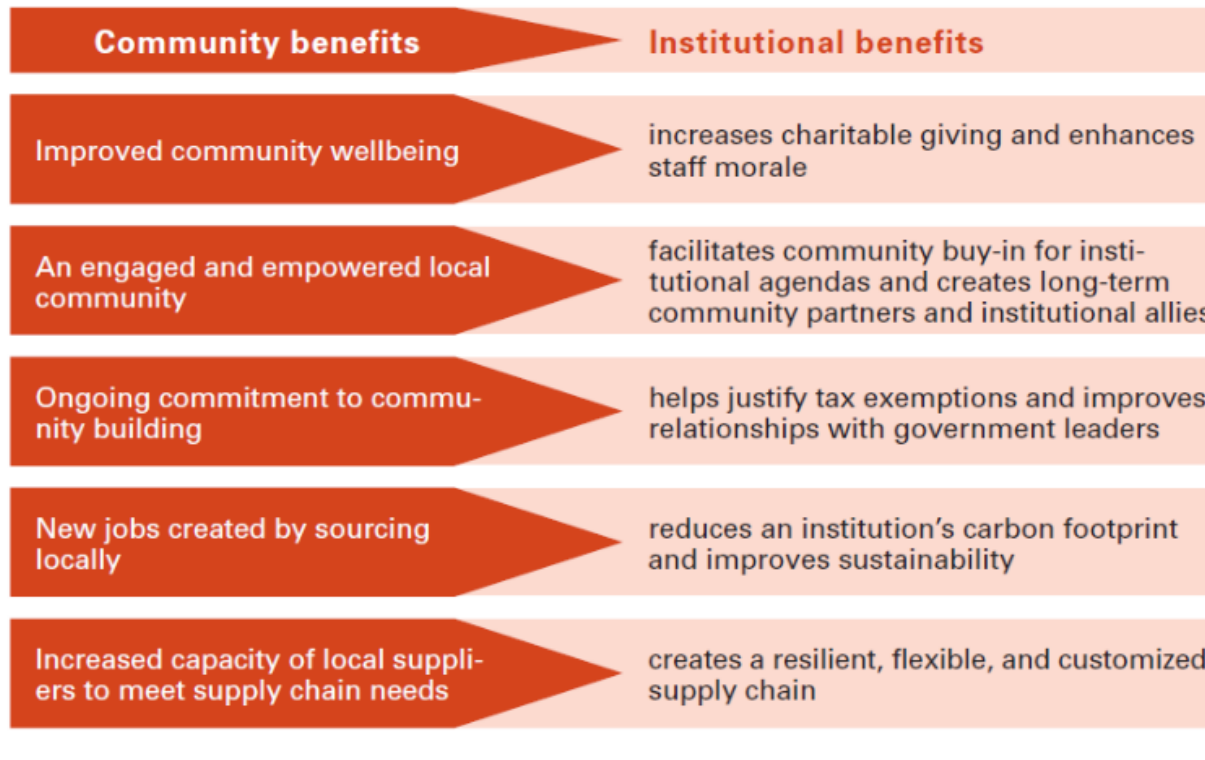 Community benefits
Institutional benefits
Improved community wellbeing
increases charitable giving and enhances
staff morale
An engaged and empowered local
community
facilitates community buy-in for insti-
tutional agendas and creates long-term
community partners and institutional allies
Ongoing commitment to commu-
nity building
helps justify tax exemptions and improves
relationships with government leaders
New jobs created by sourcing
locally
reduces an institution’s carbon footprint
and improves sustainability
Increased capacity of local suppli-
ers to meet supply chain needs
creates a resilient, flexible, and customized
supply chain